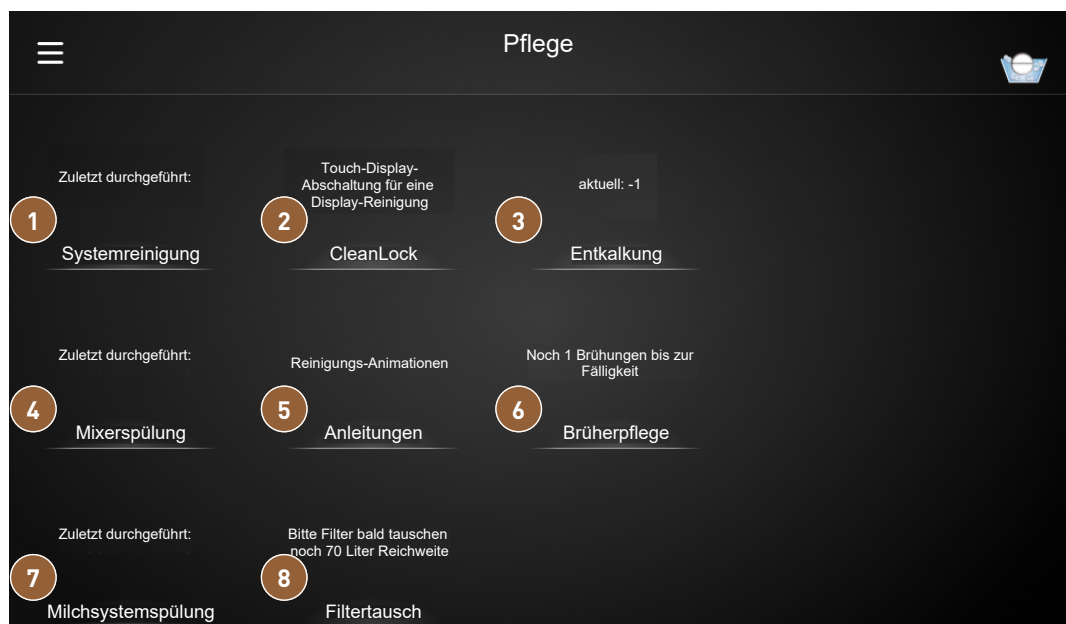 Pflege
Zuletzt durchgeführt:
1
Systemreinigung
Touch-Display-
Abschaltung für eine
Display-Reinigung
2
CleanLock
aktuell: -1
3
Entkalkung
Zuletzt durchgeführt:
4
Mixerspülung
Reinigungs-Animationen
5
Anleitungen
Noch 1 Brühungen bis zur
Fälligkeit
6
Brüherpflege
Zuletzt durchgeführt:
7
Milchsystemspülung
Bitte Filter bald tauschen
noch 70 Liter Reichweite
8
Filtertausch